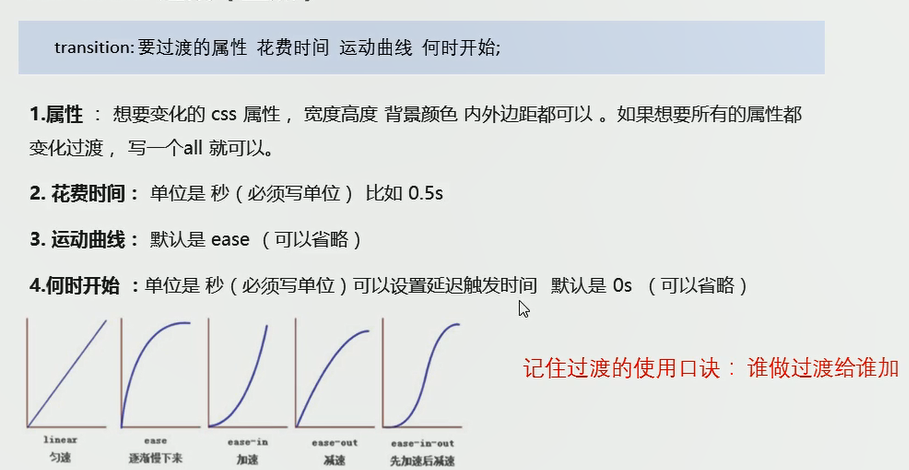 transition: 要过渡的属性 花费时间 运动曲线 何时开始;
1.属性 ： 想要变化的 css 属性， 宽度高度 背景颜色 内外边距都可以 。如果想要所有的属性都
变化过渡， 写一个all 就可以。
2. 花费时间： 单位是 秒（必须写单位） 比如 0.5s
3. 运动曲线： 默认是 ease （可以省略）
4.何时开始 ：单位是 秒（必须写单位）可以设置延迟触发时间 默认是 0s （可以省略）
记住过渡的使用口诀： 谁做过渡给谁加
linear ease ease-in ease-out ease-in-out
匀速 逐渐慢下来 加速 减速 先加速后减速